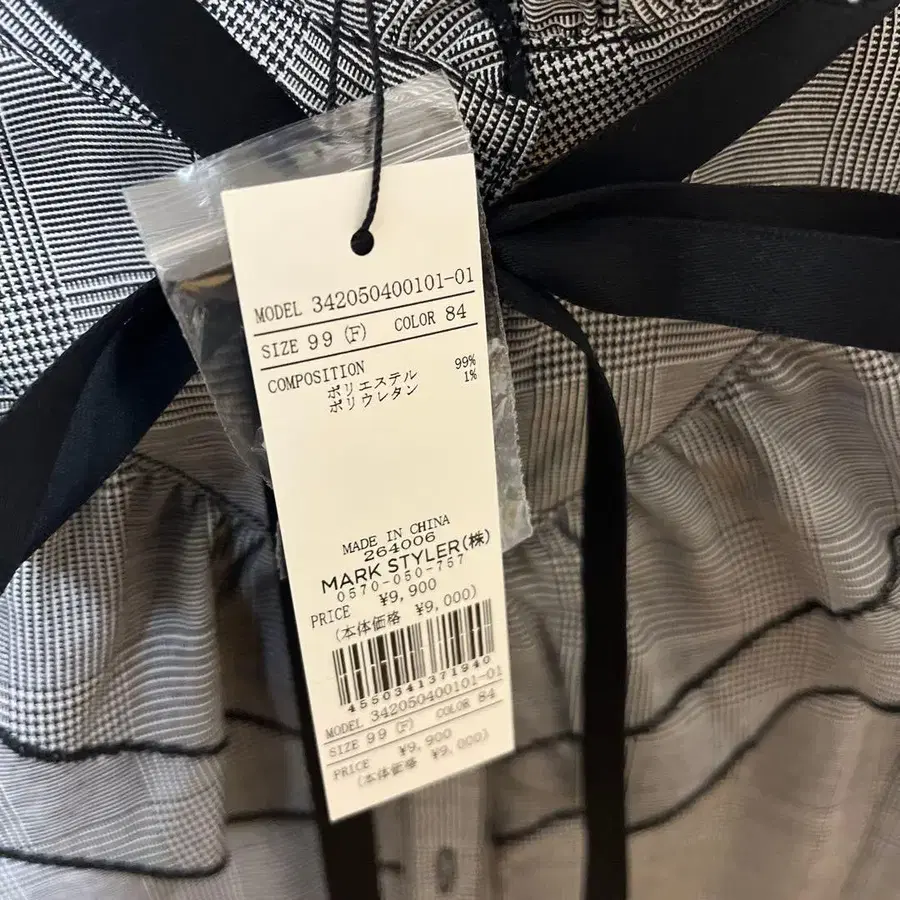 MODEL 342050400101-01
SIZE 99 (F) COLOR 84
COMPOSITION
ポリエステル 99%
ポリウレタン 1%
MADE IN CHINA
264006
MARK STYLER(株)
0570-050-757
PRICE ¥9,900
(本体価格 ¥9,000)
4550341371940
MODEL 342050400101-01
SIZE 99 (F) COLOR 84
PRICE ¥9,900
(本体価格 ¥9,000)